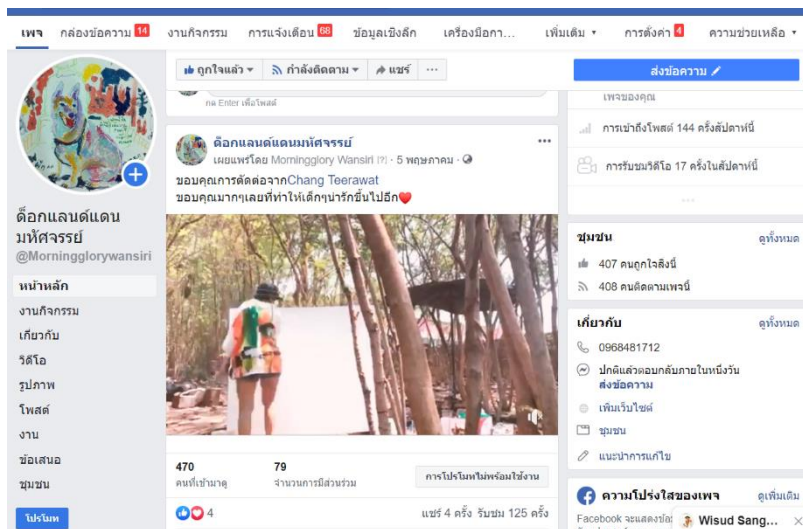 เพจ กล่องข้อความ 14 งานกิจกรรม การแจ้งเตือน 68 ข้อมูลเชิงลึก เครื่องมือกา... เพิ่มเติม การตั้งค่า 4 ความช่วยเหลือ
ถูกใจแล้ว กำลังติดตาม แชร์ ...
ส่งข้อความ
กด Enter เพื่อโพสต์
ด็อกแลนด์แดน
มหัศจรรย์
@Morningglorywansiri
หน้าหลัก
งานกิจกรรม
เกี่ยวกับ
วิดีโอ
รูปภาพ
โพสต์
งาน
ข้อเสนอ
ชุมชน
โปรโมท
ด็อกแลนด์แดนมหัศจรรย์
เผยแพร่โดย Morningglory Wansiri [?] · 5 พฤษภาคม ·
ขอบคุณการตัดต่อจากChang Teerawat
ขอบคุณมากๆเลยที่ทำให้เด็กๆน่ารักขึ้นไปอีก❤
470
คนที่เข้ามาดู
79
จำนวนการมีส่วนร่วม
การโปรโมทไม่พร้อมใช้งาน
4
แชร์ 4 ครั้ง รับชม 125 ครั้ง
เพจของคุณ
การเข้าถึงโพสต์ 144 ครั้งสัปดาห์นี้
การรับชมวิดีโอ 17 ครั้งในสัปดาห์นี้
ชุมชน ดูทั้งหมด
407 คนถูกใจสิ่งนี้
408 คนติดตามเพจนี้
เกี่ยวกับ ดูทั้งหมด
0968481712
ปกติแล้วตอบกลับภายในหนึ่งวัน
ส่งข้อความ
เพิ่มเว็บไซต์
ชุมชน
แนะนำการแก้ไข
ความโปร่งใสของเพจ ดูเพิ่มเติม
Facebook จะแสดงข้อ
Wisud Sang...